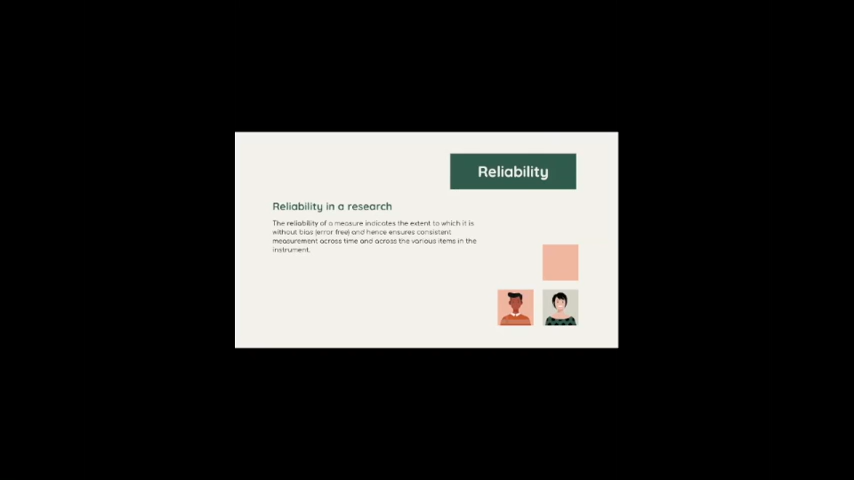 Reliability
Reliability in a research
The reliability of a measure indicates the extent to which it is
without bias (error free) and hence ensures consistent
measurement across time and across the various items in the
instrument.